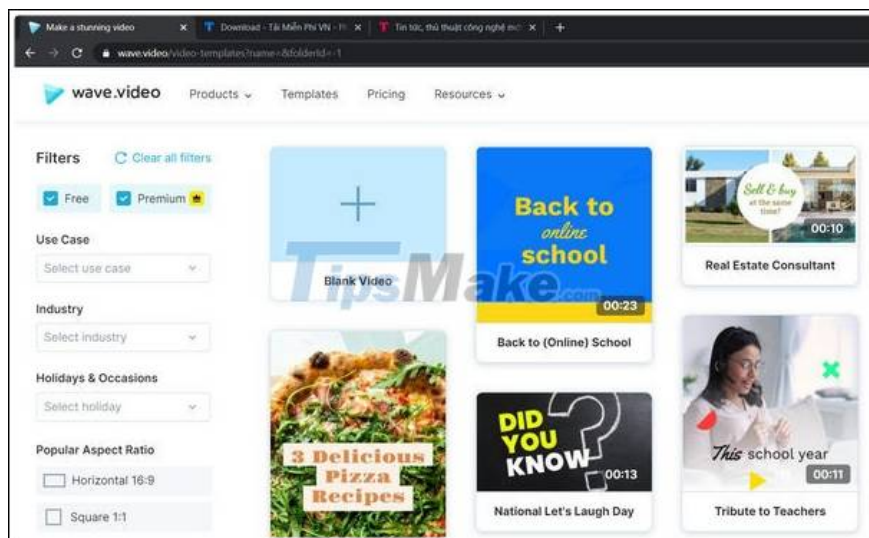 Make a stunning video
Download - Tải Miễn Phí VN - Ph
Tin tức, thủ thuật công nghệ mới
wave.video/video-templates?name=&folderId=-1
wave.video
Products
Templates
Pricing
Resources
Filters
Clear all filters
Free
Premium
Use Case
Select use case
Industry
Select industry
Holidays & Occasions
Select holiday
Popular Aspect Ratio
Horizontal 16:9
Square 1:1
Blank Video
TipsMake.com
3 Delicious
Pizza
Recipes
Back to
online
school
00:23
Back to (Online) School
DID
YOU
KNOW
00:13
National Let's Laugh Day
Sell & buy
at the same
time?
00:10
Real Estate Consultant
This school year
00:11
Tribute to Teachers